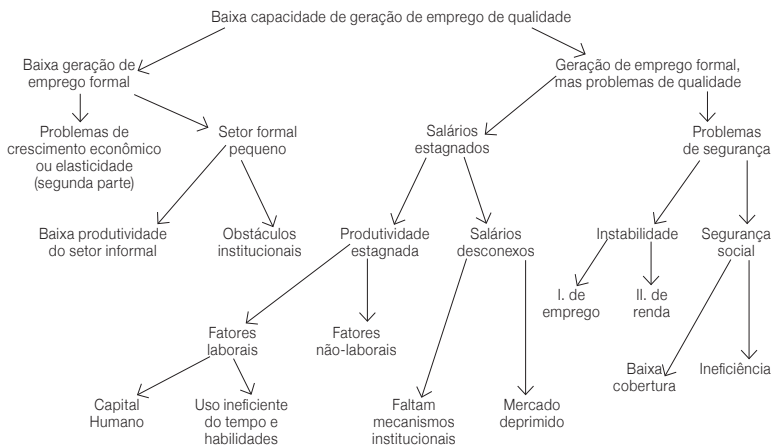 Baixa capacidade de geração de emprego de qualidade
Baixa geração de
emprego formal
Geração de emprego formal,
mas problemas de qualidade
Problemas de
crescimento econômico
ou elasticidade
(segunda parte)
Setor formal
pequeno
Salários
estagnados
Problemas
de segurança
Baixa produtividade
do setor informal
Obstáculos
institucionais
Produtividade
estagnada
Salários
desconexos
Instabilidade
Segurança
social
I. de
emprego
II. de
renda
Fatores
laborais
Fatores
não-laborais
Baixa
cobertura
Ineficiência
Capital
Humano
Uso ineficiente
do tempo e
habilidades
Faltam
mecanismos
institucionais
Mercado
deprimido